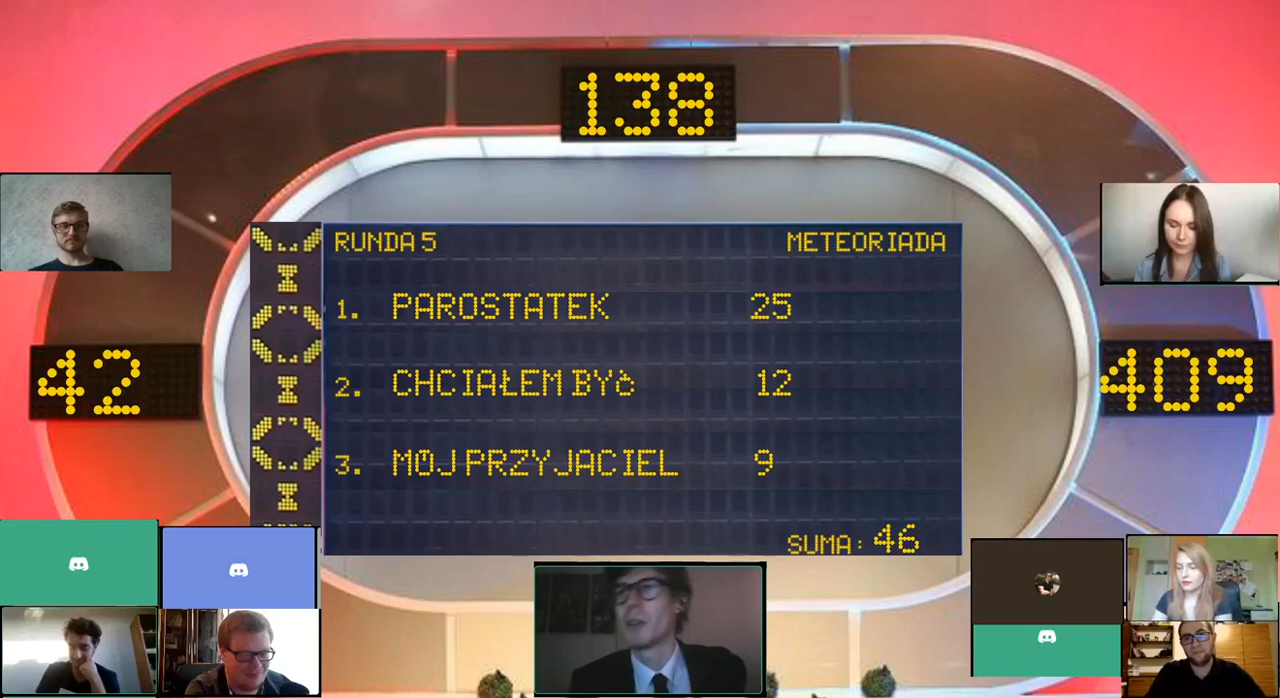 138
RUNDA 5 METEORIADA
1. PAROSTATEK 25
42
409
2. CHCIAŁEM BYĆ 12
3. MÓJ PRZYJACIEL 9
SUMA: 46